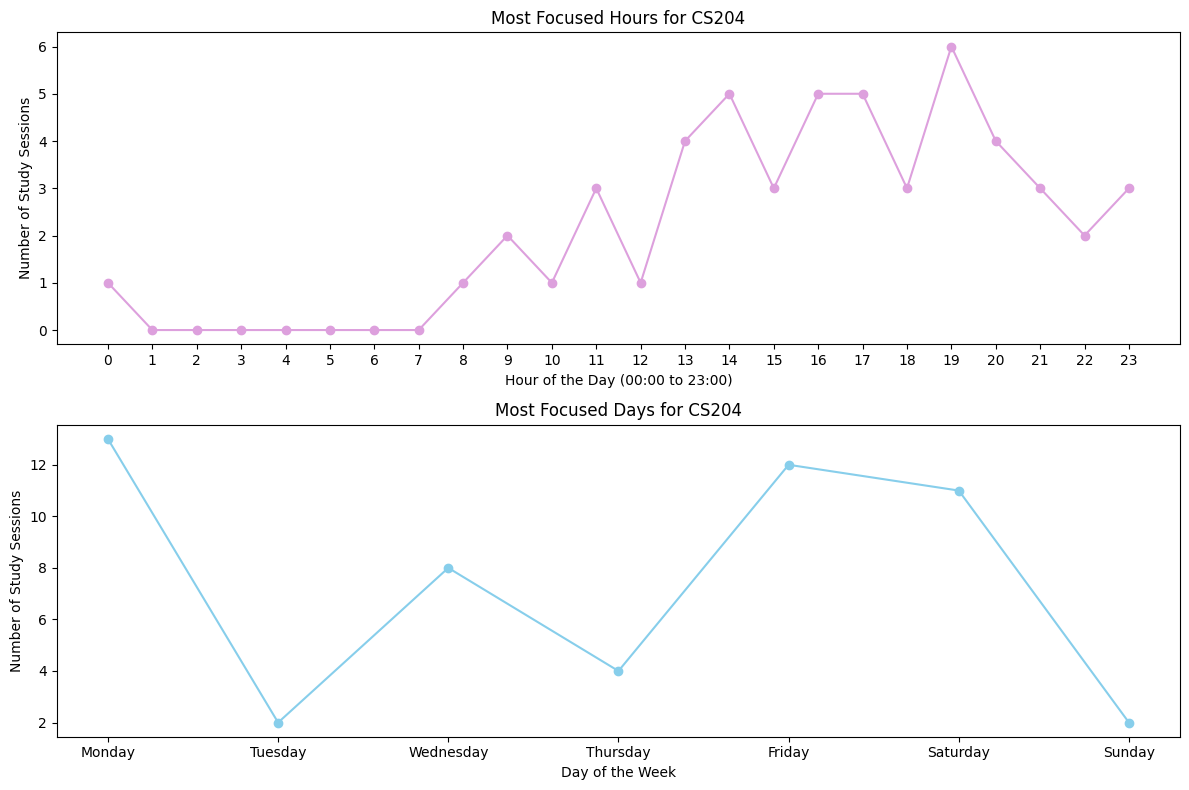 Most Focused Hours for CS204
Number of Study Sessions
6
5
4
3
2
1
0
0 1 2 3 4 5 6 7 8 9 10 11 12 13 14 15 16 17 18 19 20 21 22 23
Hour of the Day (00:00 to 23:00)
Most Focused Days for CS204
Number of Study Sessions
12
10
8
6
4
2
Monday Tuesday Wednesday Thursday Friday Saturday Sunday
Day of the Week